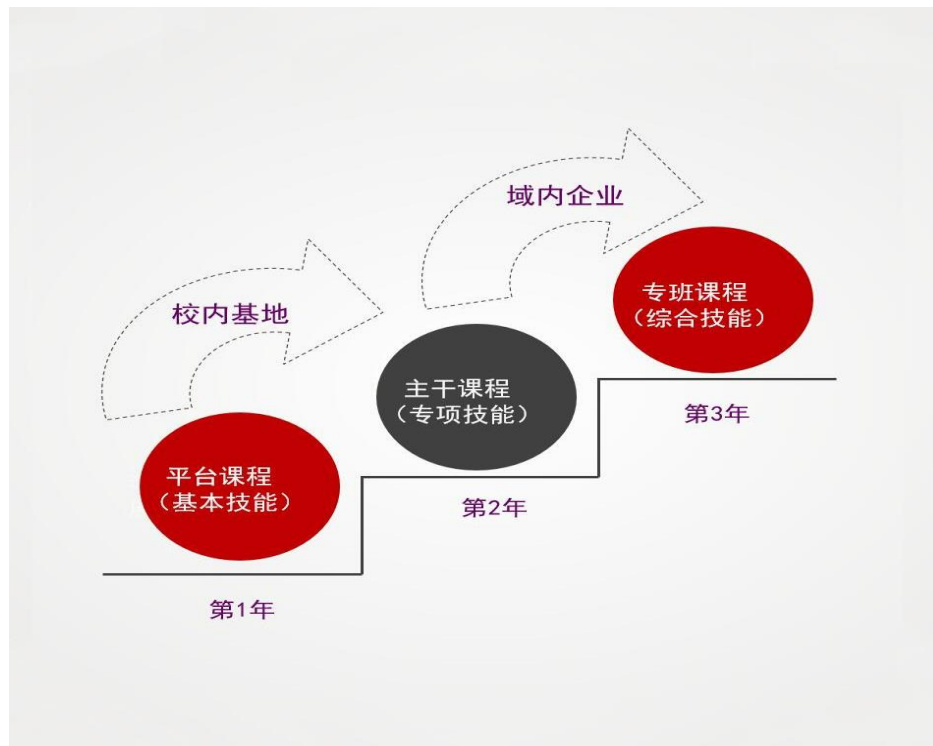 域内企业
校内基地
专班课程
（综合技能）
主干课程
（专项技能）
第3年
平台课程
（基本技能）
第2年
第1年